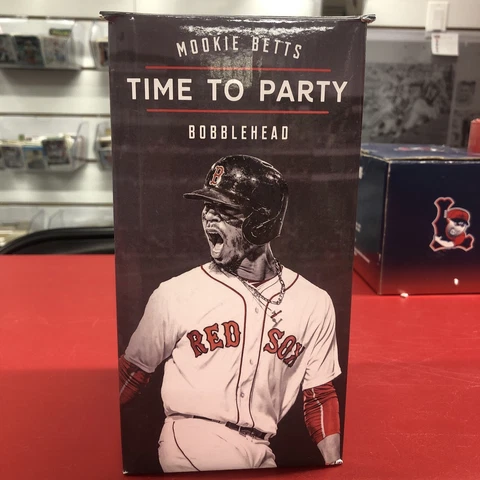 MOOKIE BETTS
TIME TO PARTY
BOBBLEHEAD
B
RED SOX